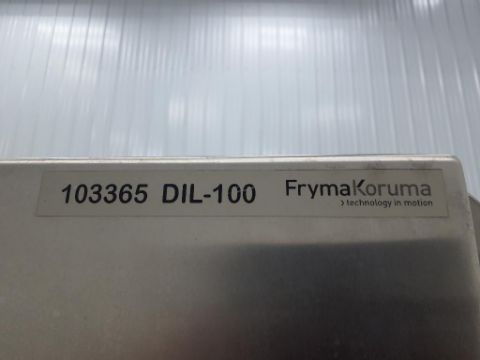 103365 DIL-100 FrymaKoruma
› technology in motion